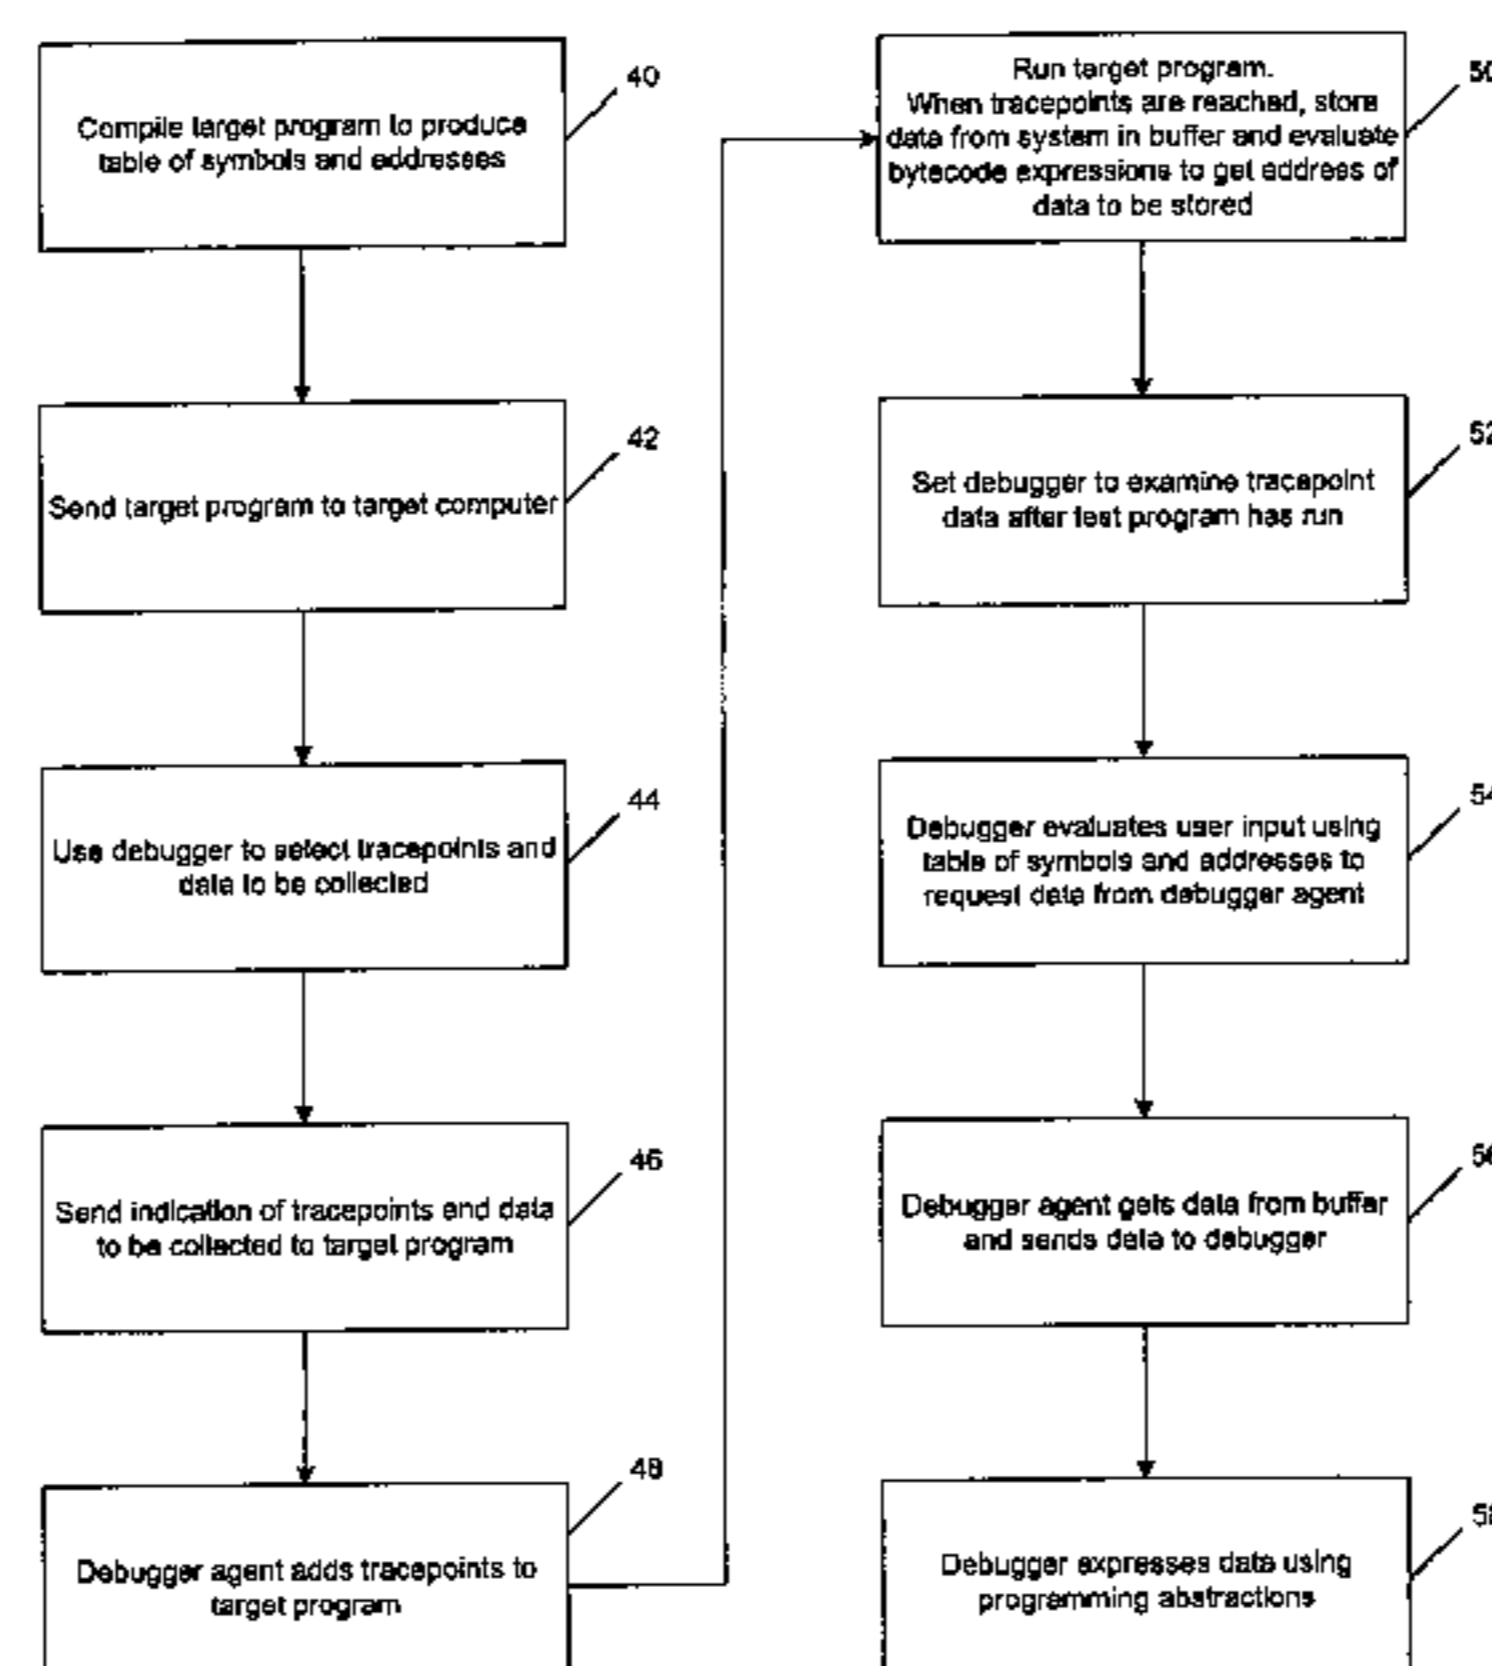 Compile target program to produce
table of symbols and addresses
40
Send target program to target computer
42
Use debugger to select tracepoints and
data to be collected
44
Send indication of tracepoints and data
to be collected to target program
46
Debugger agent adds tracepoints to
target program
48
Run target program.
When tracepoints are reached, store
data from system in buffer and evaluate
bytecode expressions to get address of
data to be stored
Set debugger to examine tracepoint
data after test program has run
Debugger evaluates user input using
table of symbols and addresses to
request data from debugger agent
Debugger agent gets data from buffer
and sends data to debugger
Debugger expresses data using
programming abstractions